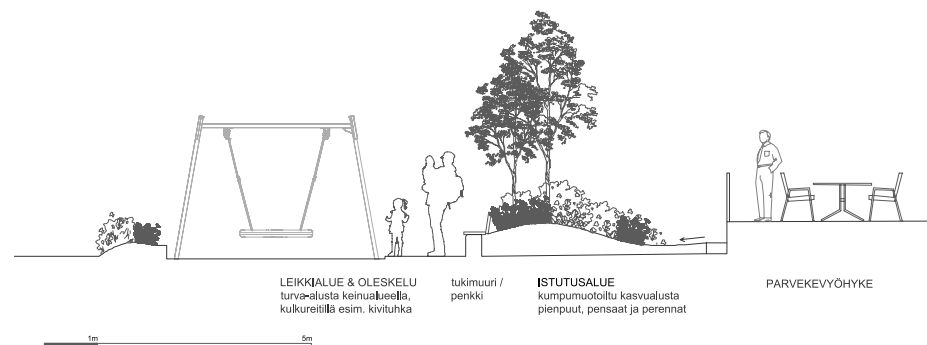 LEIKKIALUE & OLESKELU
turva-alusta keinualueella,
kulkureitillä esim. kivituhka
tukimuuri /
penkki
ISTUTUSALUE
kumpumuotoiltu kasvualusta
pienpuut, pensaat ja perennat
PARVEKEVYÖHYKE
1m
5m